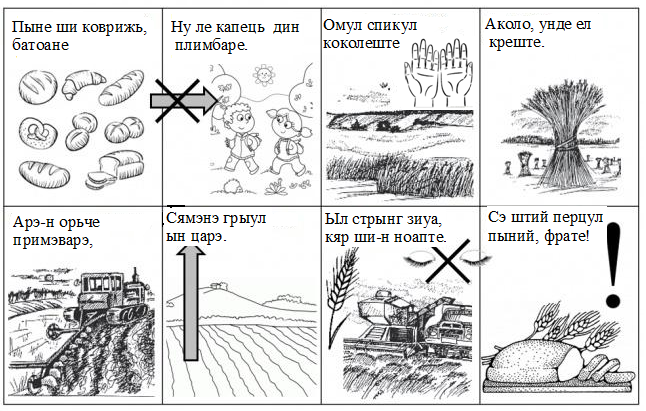 Пыне ши коврижь,
батоане
Ну ле капець дин
плимбаре.
Омул спикул
коколеште
Аколо, унде ел
креште.
Арэ-н орьче
примэварэ,
Сямэнэ грыул
ын царэ.
Ыл стрынг зиуа,
кяр ши-н ноапте.
Сэ штий перцул
пыний, фрате!